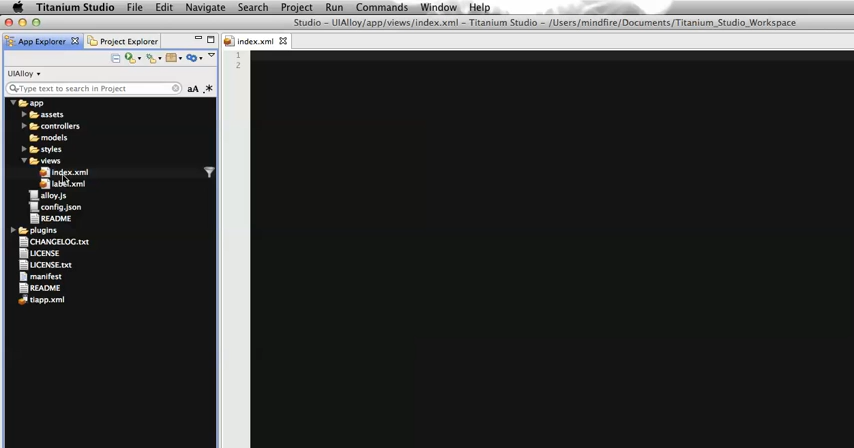 Titanium Studio File Edit Navigate Search Project Run Commands Window Help
Studio – UIAlloy/app/views/index.xml – Titanium Studio – /Users/mindfire/Documents/Titanium_Studio_Workspace
App Explorer Project Explorer index.xml
UIAlloy
Type text to search in Project aA .*
1
2
app
assets
controllers
models
styles
views
index.xml
label.xml
alloy.js
config.json
README
plugins
CHANGELOG.txt
LICENSE
LICENSE.txt
manifest
README
tiapp.xml